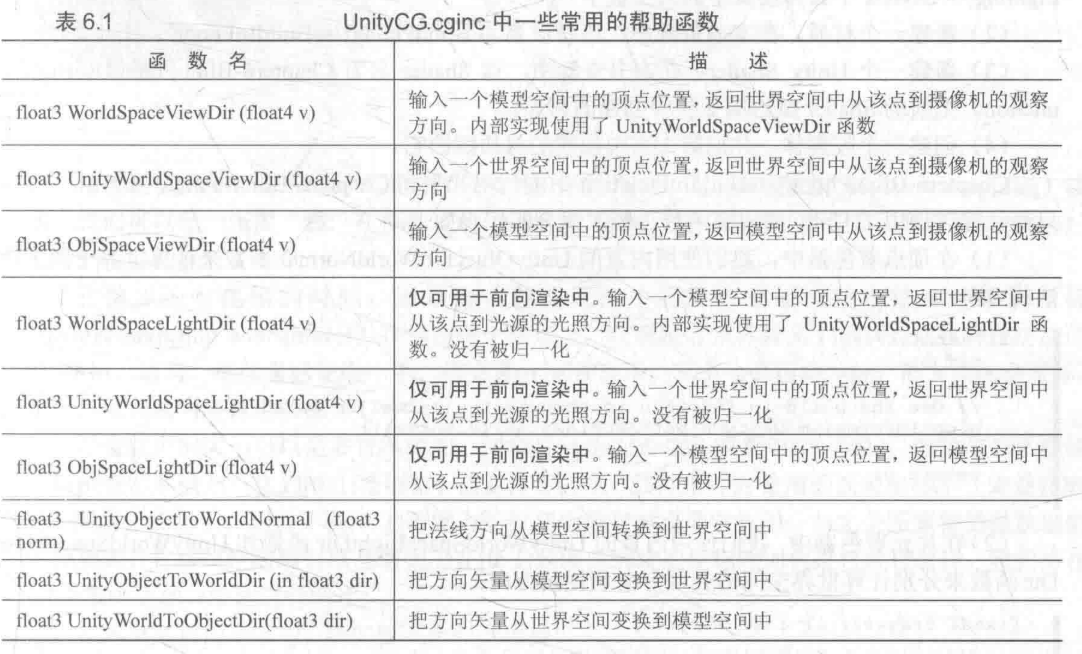 表 6.1 UnityCG.cginc 中一些常用的帮助函数
函 数 名 描 述
float3 WorldSpaceViewDir (float4 v)
输入一个模型空间中的顶点位置，返回世界空间中从该点到摄像机的观察
方向。内部实现使用了 UnityWorldSpaceViewDir 函数
float3 UnityWorldSpaceViewDir (float4 v)
输入一个世界空间中的顶点位置，返回世界空间中从该点到摄像机的观察
方向
float3 ObjSpaceViewDir (float4 v)
输入一个模型空间中的顶点位置，返回模型空间中从该点到摄像机的观察
方向
float3 WorldSpaceLightDir (float4 v)
仅可用于前向渲染中。输入一个模型空间中的顶点位置，返回世界空间中
从该点到光源的光照方向。内部实现使用了 UnityWorldSpaceLightDir 函
数。没有被归一化
float3 UnityWorldSpaceLightDir (float4 v)
仅可用于前向渲染中。输入一个世界空间中的顶点位置，返回世界空间中
从该点到光源的光照方向。没有被归一化
float3 ObjSpaceLightDir (float4 v)
仅可用于前向渲染中。输入一个模型空间中的顶点位置，返回模型空间中
从该点到光源的光照方向。没有被归一化
float3 UnityObjectToWorldNormal (float3
norm)
把法线方向从模型空间转换到世界空间中
float3 UnityObjectToWorldDir (in float3 dir)
把方向矢量从模型空间变换到世界空间中
float3 UnityWorldToObjectDir(float3 dir)
把方向矢量从世界空间变换到模型空间中